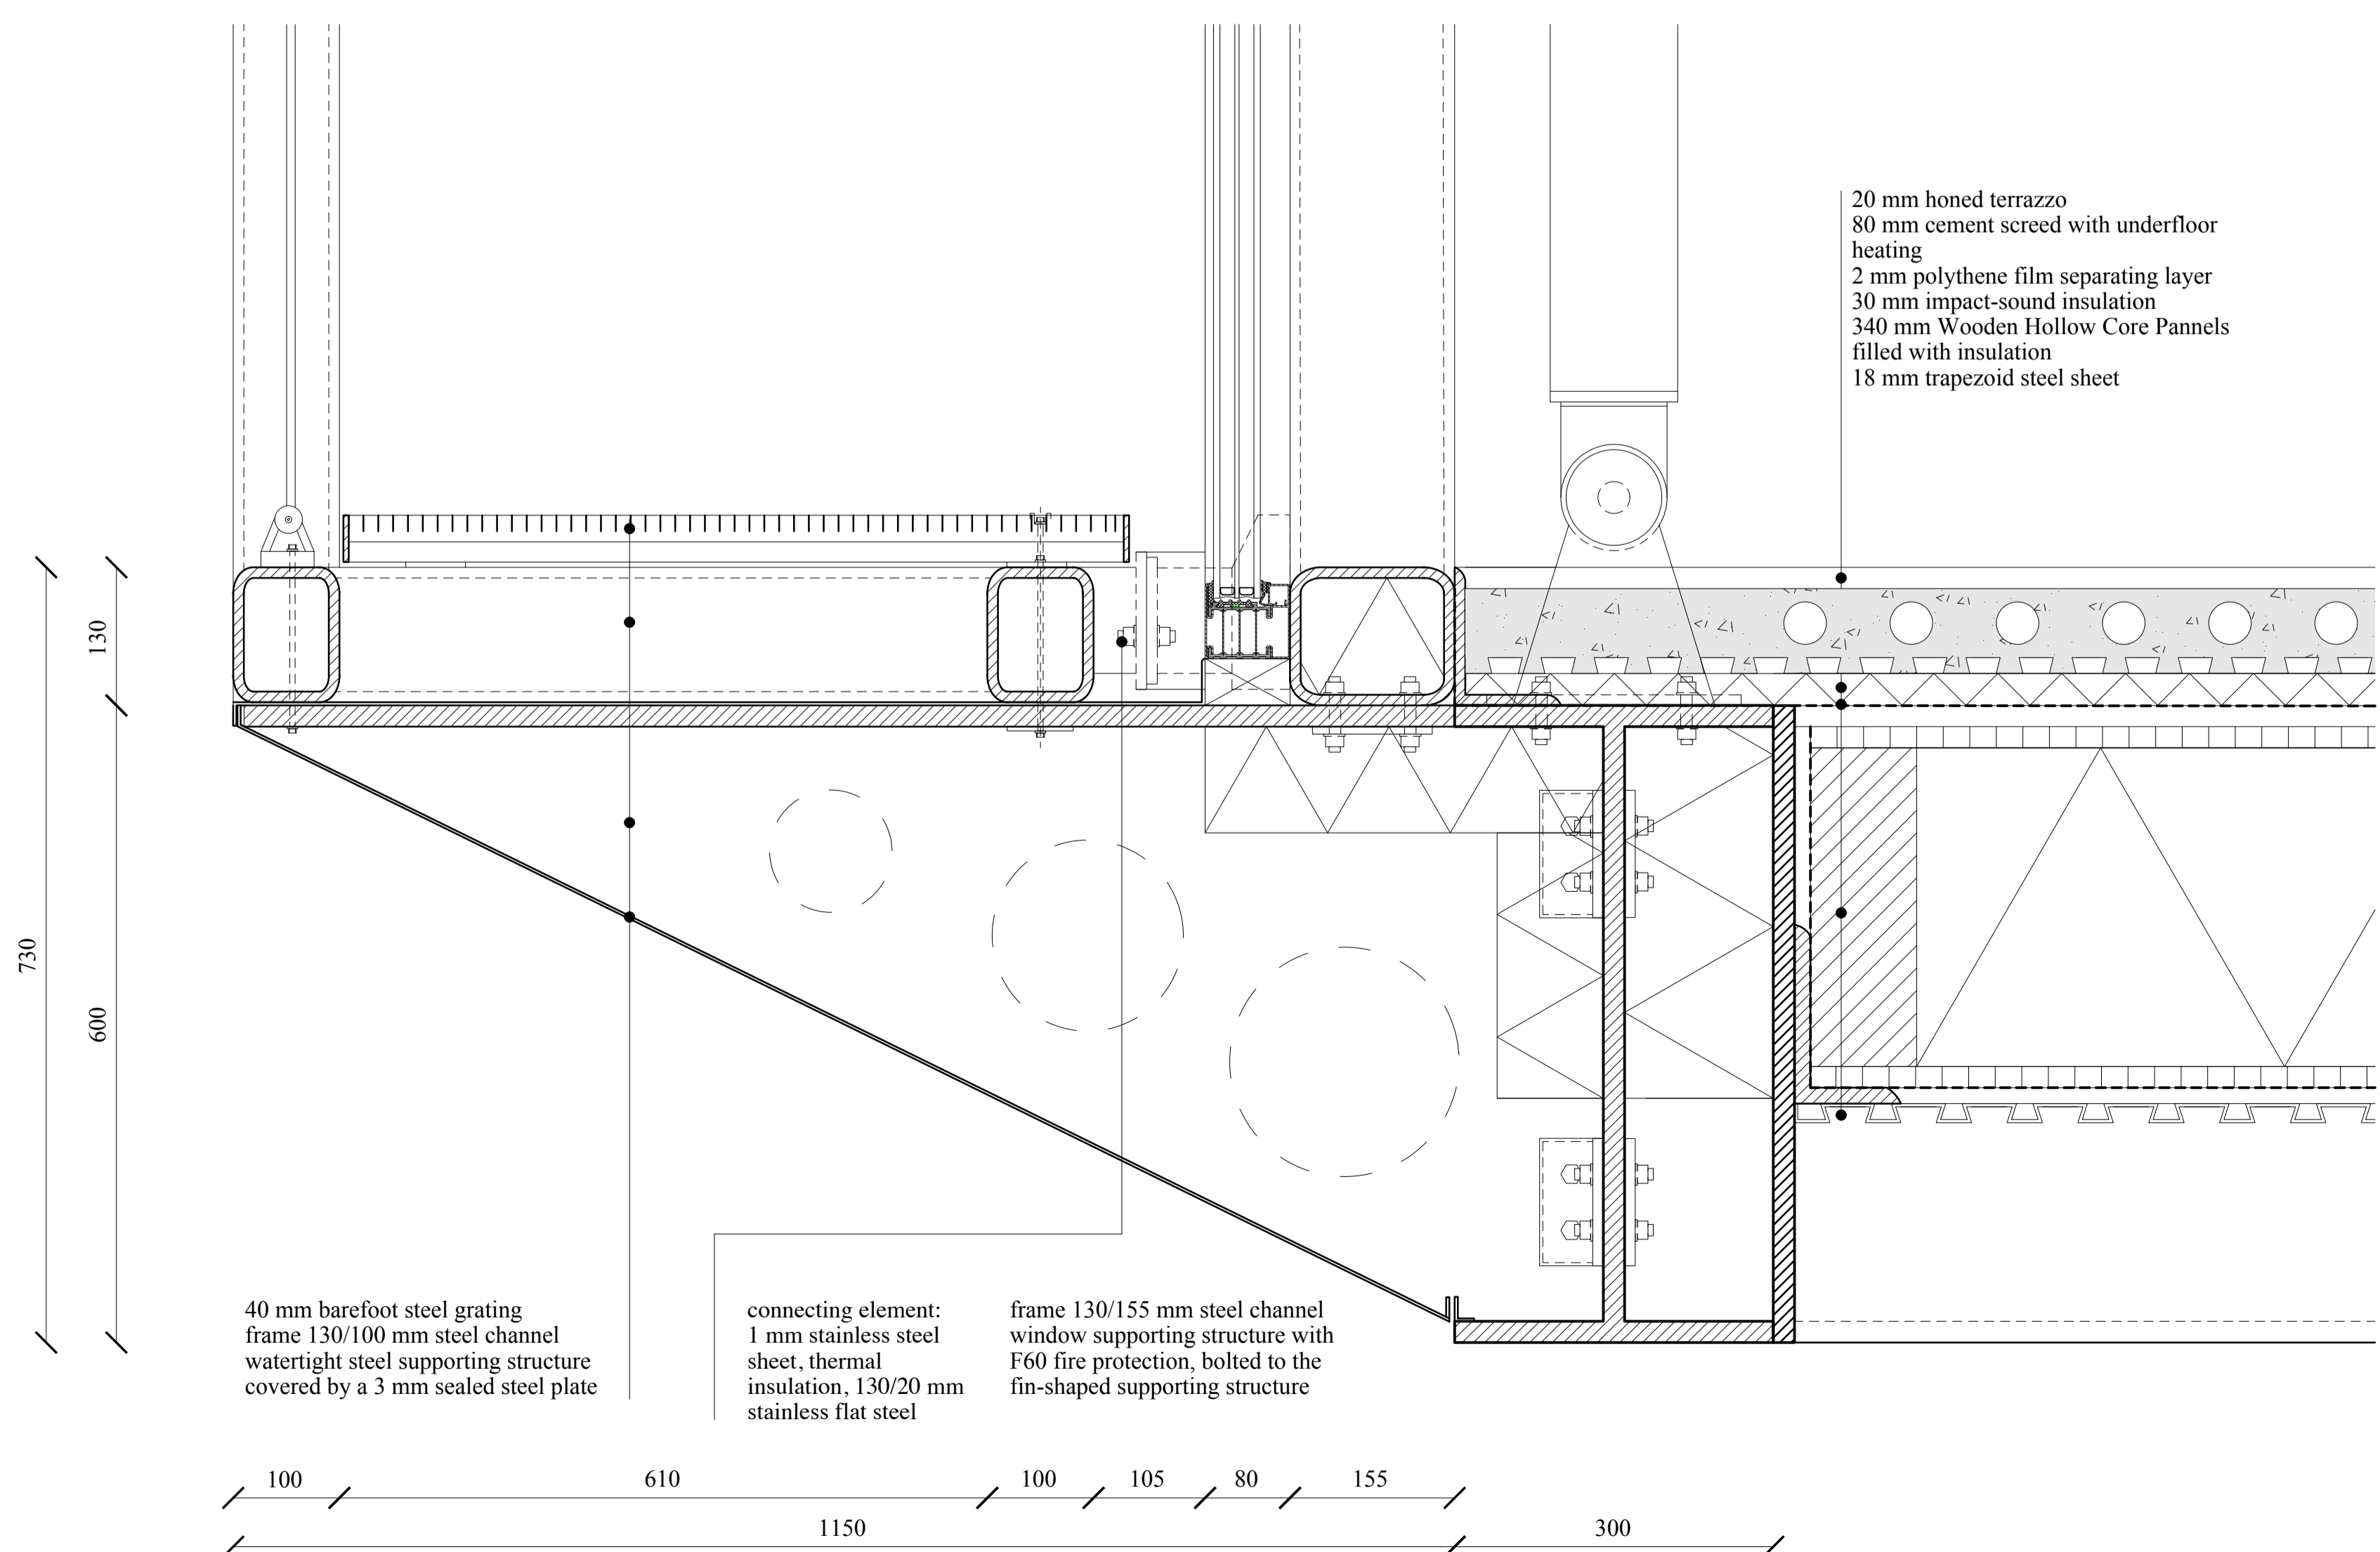 20 mm honed terrazzo
80 mm cement screed with underfloor
heating
2 mm polythene film separating layer
30 mm impact-sound insulation
340 mm Wooden Hollow Core Pannels
filled with insulation
18 mm trapezoid steel sheet
130
730
600
40 mm barefoot steel grating
frame 130/100 mm steel channel
watertight steel supporting structure
covered by a 3 mm sealed steel plate
connecting element:
1 mm stainless steel
sheet, thermal
insulation, 130/20 mm
stainless flat steel
frame 130/155 mm steel channel
window supporting structure with
F60 fire protection, bolted to the
fin-shaped supporting structure
100 610 100 105 80 155
1150 300